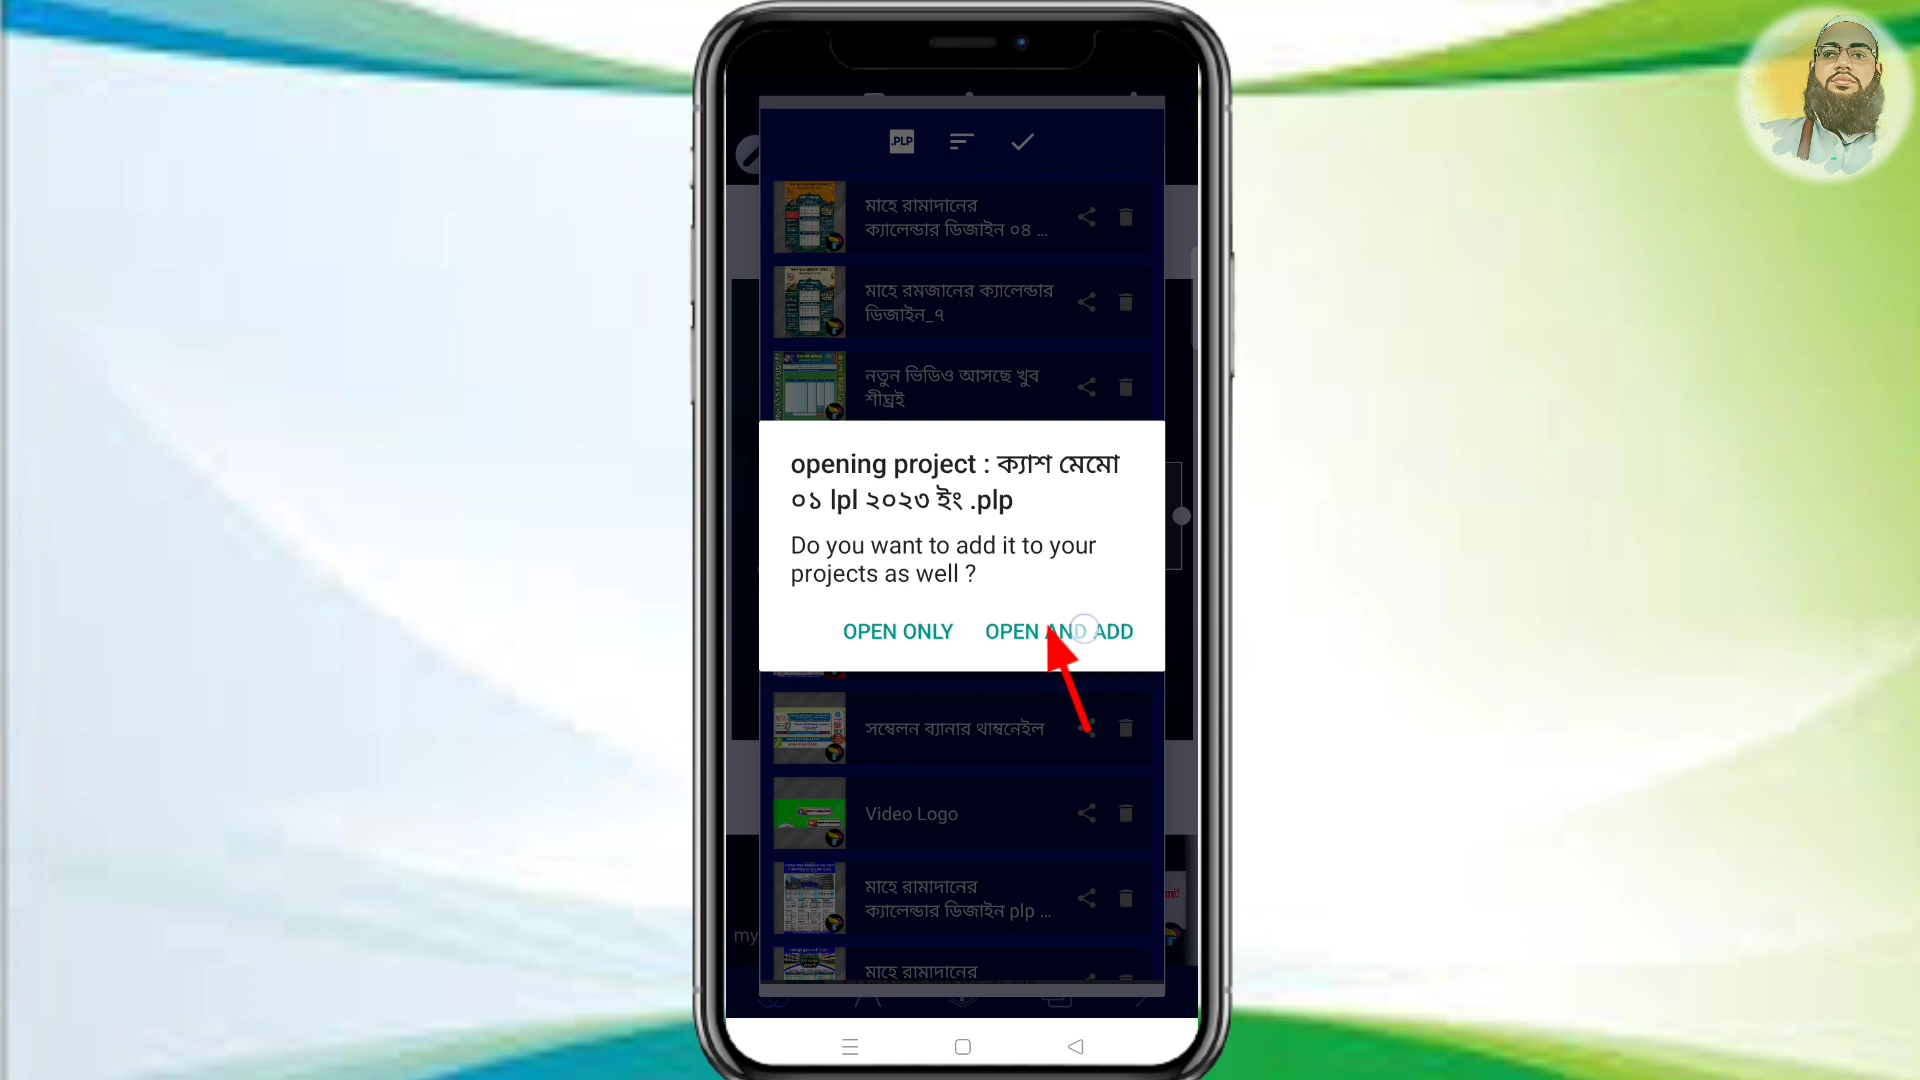 .PLP
মাহে রামাদানের
ক্যালেন্ডার ডিজাইন ০৪ ...
মাহে রমজানের ক্যালেন্ডার
ডিজাইন_৭
নতুন ভিডিও আসছে খুব
শীঘ্রই
opening project : ক্যাশ মেমো
০১ lpl ২০২৩ ইং .plp
Do you want to add it to your
projects as well ?
OPEN ONLY OPEN AND ADD
সম্বেলন ব্যানার থাম্বনেইল
Video Logo
মাহে রামাদানের
ক্যালেন্ডার ডিজাইন plp ...
my
মাহে রামাদানের